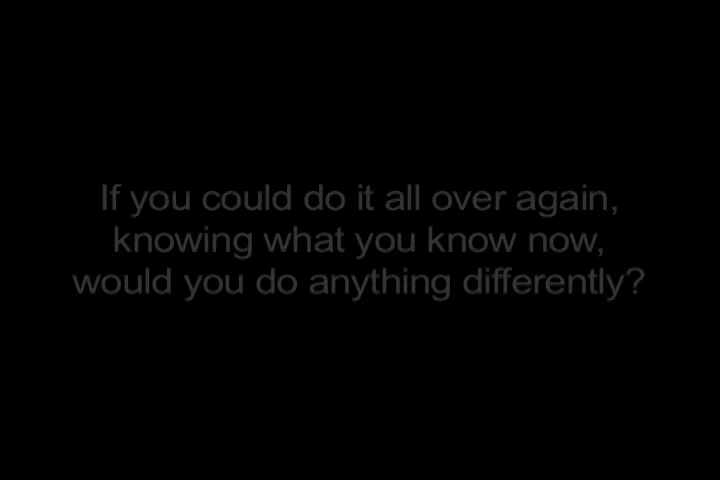 If you could do it all over again,
knowing what you know now,
would you do anything differently?